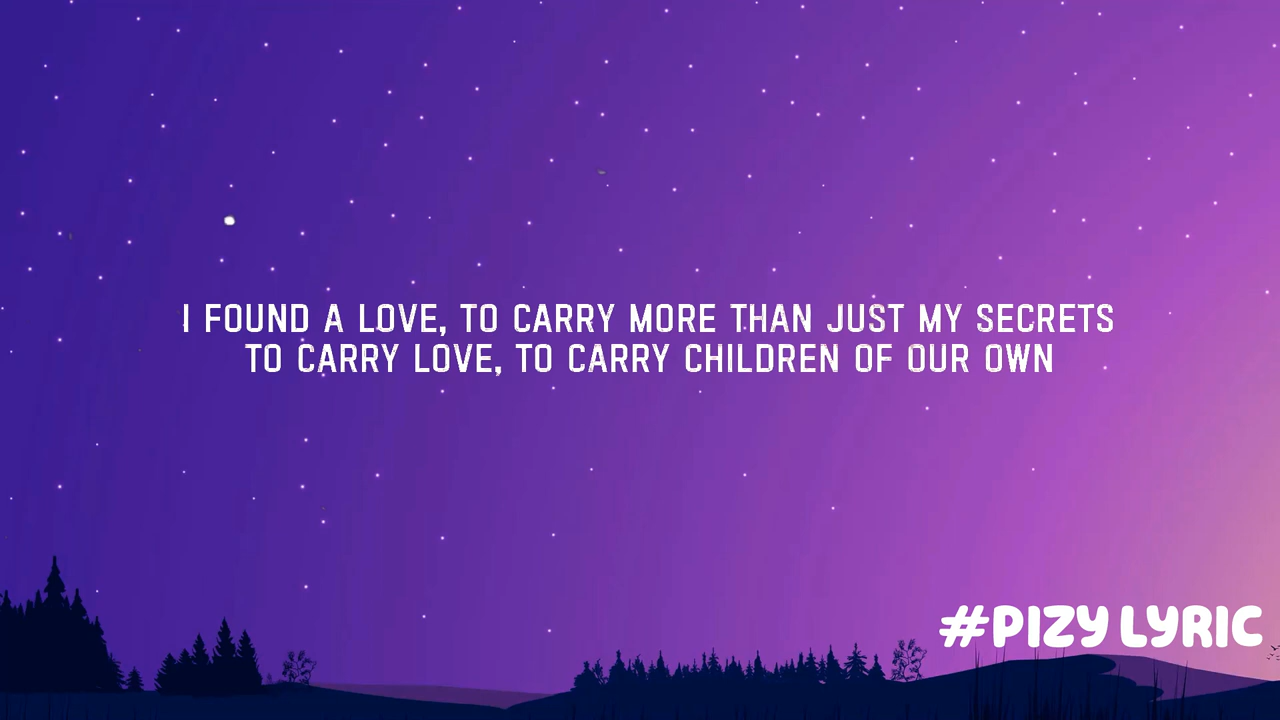 I FOUND A LOVE, TO CARRY MORE THAN JUST MY SECRETS
TO CARRY LOVE, TO CARRY CHILDREN OF OUR OWN
#PIZY LYRIC